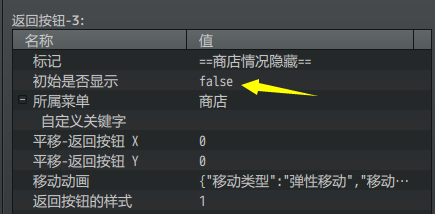 返回按钮-3:
名称 值
标记 ==商店情况隐藏==
初始是否显示 false
所属菜单 商店
自定义关键字
平移-返回按钮 X 0
平移-返回按钮 Y 0
移动动画 {"移动类型":"弹性移动","移动…
返回按钮的样式 1